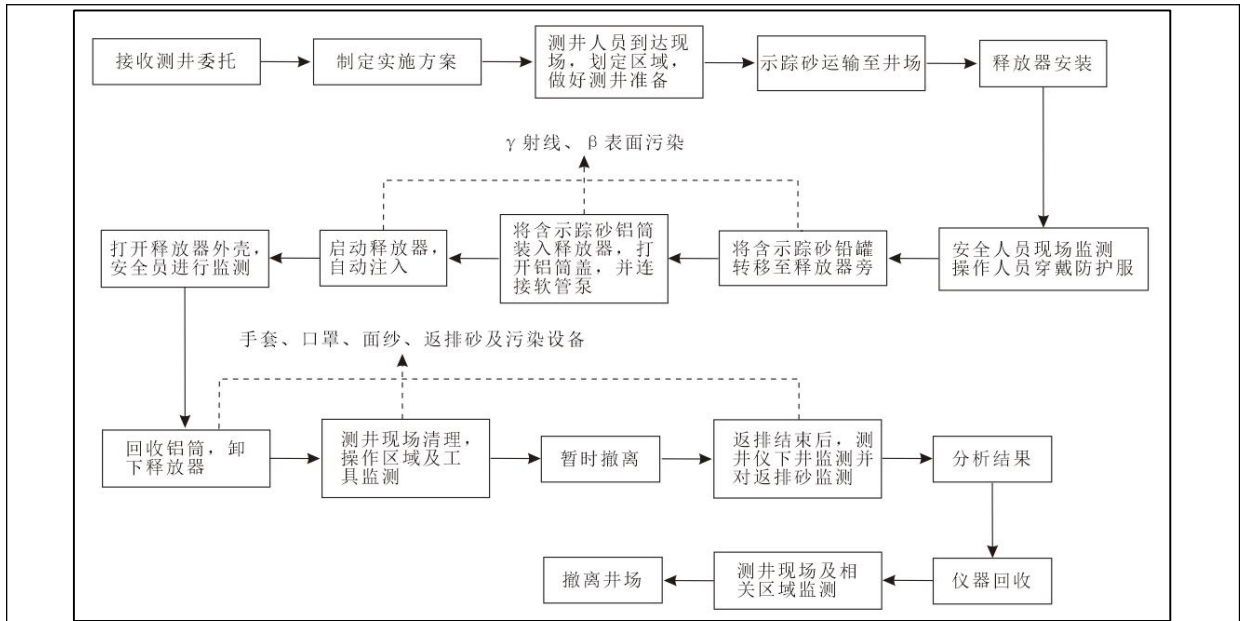 接收测井委托
制定实施方案
测井人员到达现
场，划定区域，
做好测井准备
示踪砂运输至井场
释放器安装
γ射线、β表面污染
打开释放器外壳，
安全员进行监测
启动释放器，
自动注入
将含示踪砂铝筒
装入释放器，打
开铝筒盖，并连
接软管泵
将含示踪砂铅罐
转移至释放器旁
安全人员现场监测
操作人员穿戴防护服
手套、口罩、面纱、返排砂及污染设备
回收铝筒，卸
下释放器
测井现场清理，
操作区域及工
具监测
暂时撤离
返排结束后，测
井仪下井监测并
对返排砂监测
分析结果
撤离井场
测井现场及相
关区域监测
仪器回收